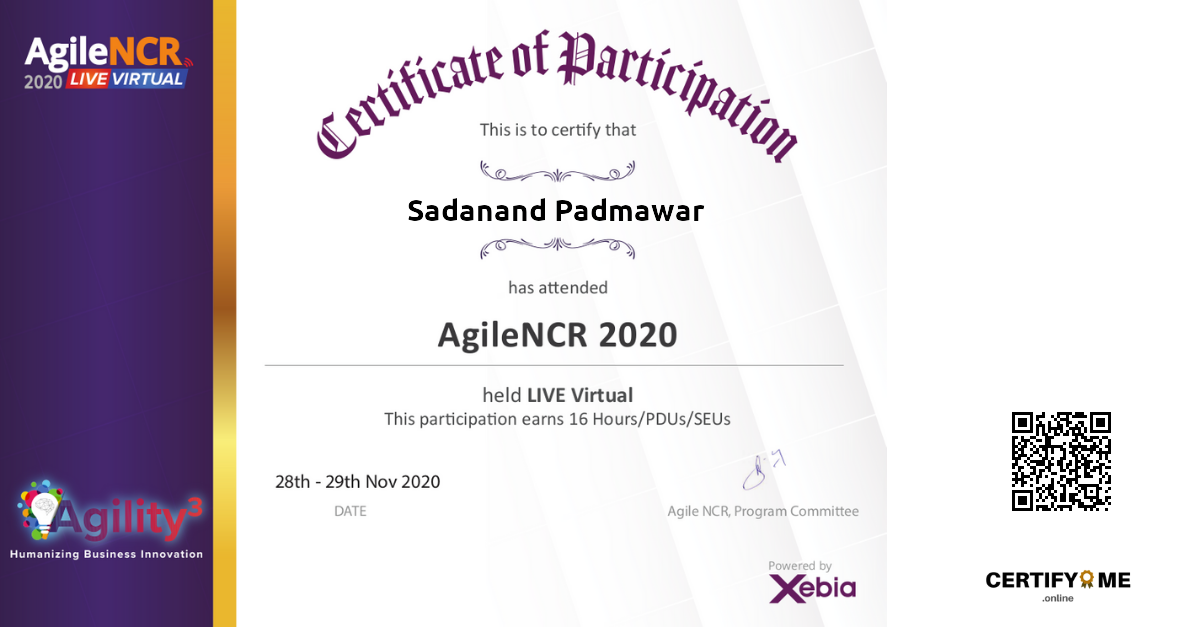 AgileNCR
2020 LIVE VIRTUAL
Certificate of Participation
This is to certify that
Sadanand Padmawar
has attended
AgileNCR 2020
held LIVE Virtual
This participation earns 16 Hours/PDUs/SEUs
28th - 29th Nov 2020
DATE
Agile NCR, Program Committee
Agility3
Humanizing Business Innovation
Powered by
Xebia
CERTIFY ME
.online